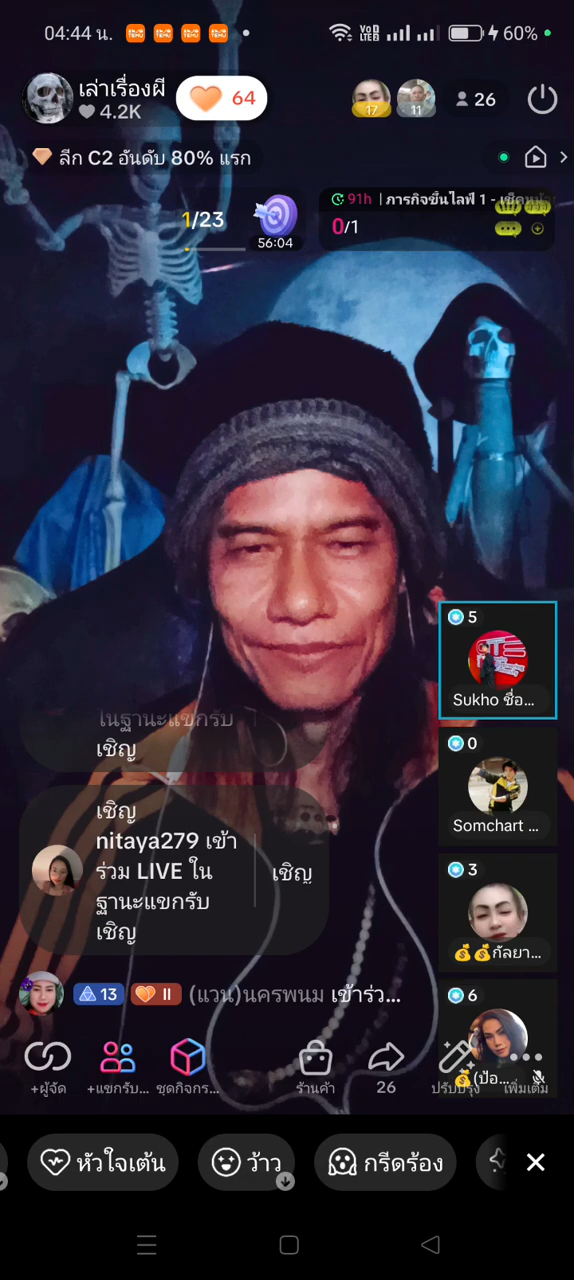 04:44 น.
VoD LTEB
60%
เล่าเรื่องผี
4.2K
64
17
11
26
ลีก C2 อันดับ 80% แรก
1/23
56:04
91h | ภารกิจขึ้นไลฟ์ 1 -
0/1
5
Sukho ชื่อ...
0
Somchart ...
3
💰💰กัลยา...
6
💰(ป้อ...
ในฐานะแขกรับ
เชิญ
เชิญ
nitaya279 เข้า
ร่วม LIVE ใน
ฐานะแขกรับ
เชิญ
เชิญ
13
II
(แวน)นครพนม เข้าร่ว...
+ผู้จัด
+แขกรับ...
ชุดกิจกร...
ร้านค้า
26
ปรับปรุง
เพิ่มเติม
หัวใจเต้น
ว้าว
กรีดร้อง